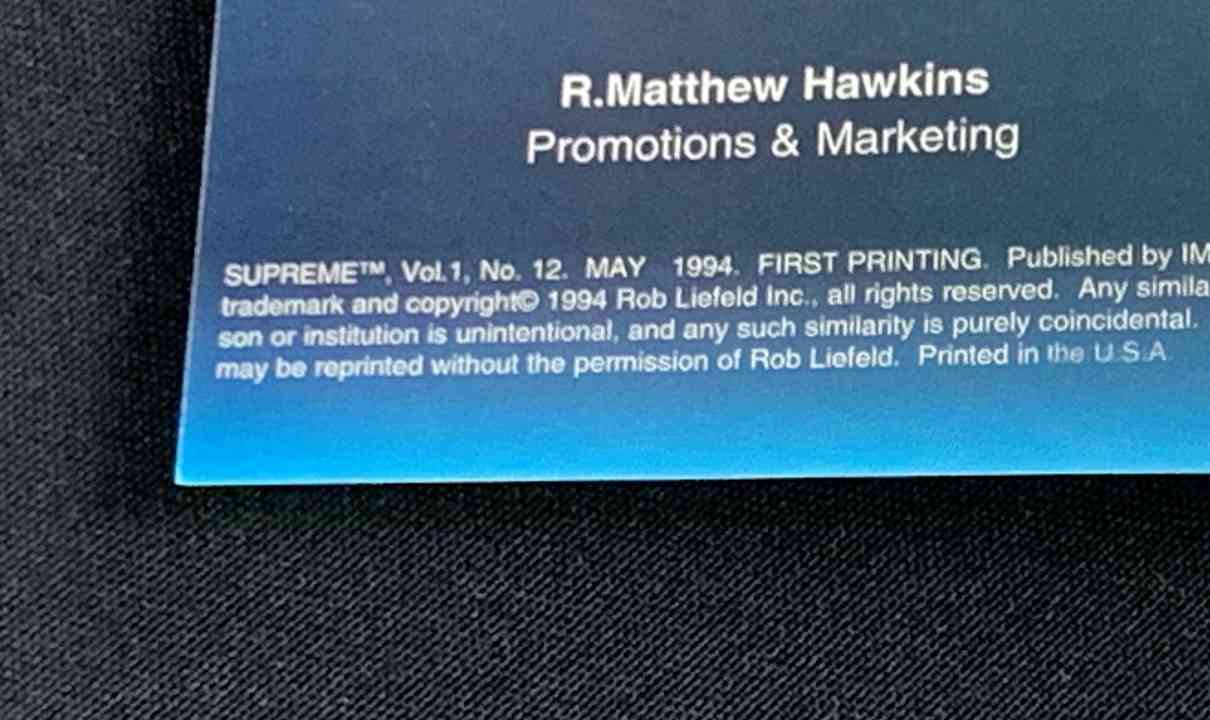 R.Matthew Hawkins
Promotions & Marketing
SUPREME™, Vol.1, No. 12. MAY 1994. FIRST PRINTING. Published by IM
trademark and copyright© 1994 Rob Liefeld Inc., all rights reserved. Any simila
son or institution is unintentional, and any such similarity is purely coincidental.
may be reprinted without the permission of Rob Liefeld. Printed in the U.S.A.